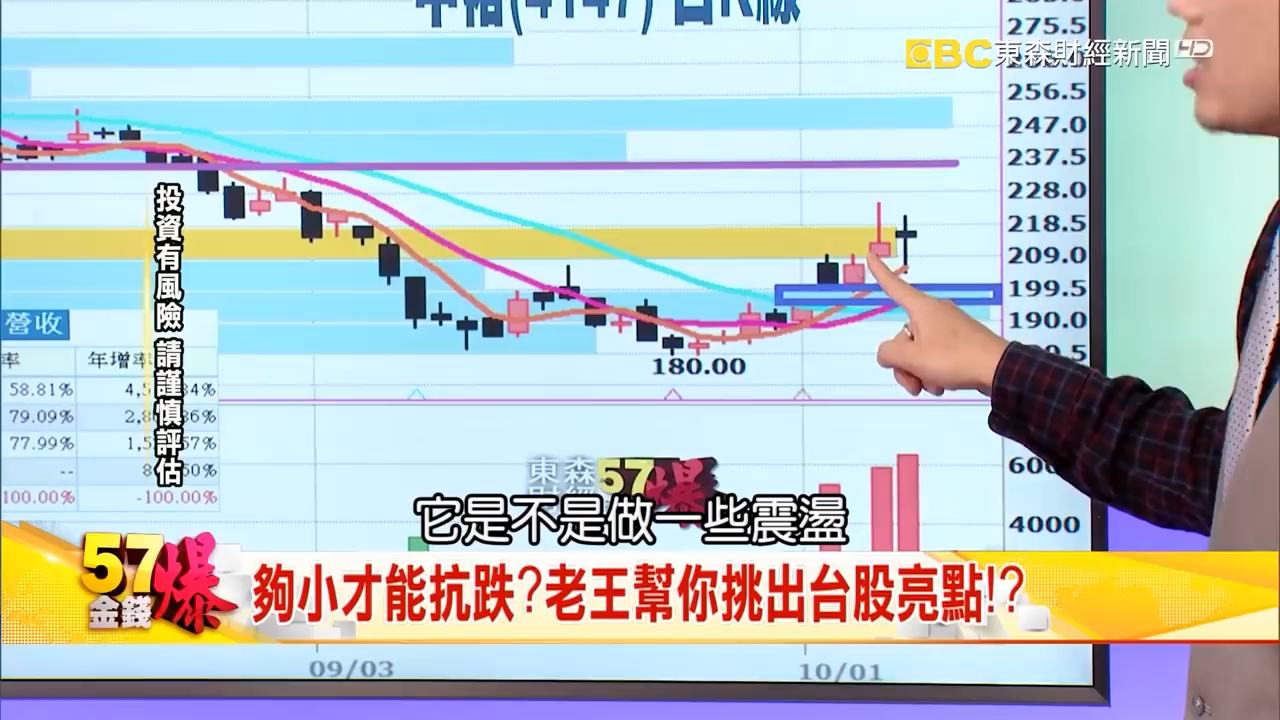 (4147) 日K線
275.5
EBC 東森財經新聞 HD
256.5
247.0
237.5
228.0
218.5
209.0
199.5
190.0
180.00
投資有風險 請謹慎評估
營收
率 年增率
58.81%
79.09%
77.99%
--
100.00% -100.00%
東森財經
57爆
4000
它是不是做一些震盪
57金錢爆
夠小才能抗跌?老王幫你挑出台股亮點!?
09/03 10/01